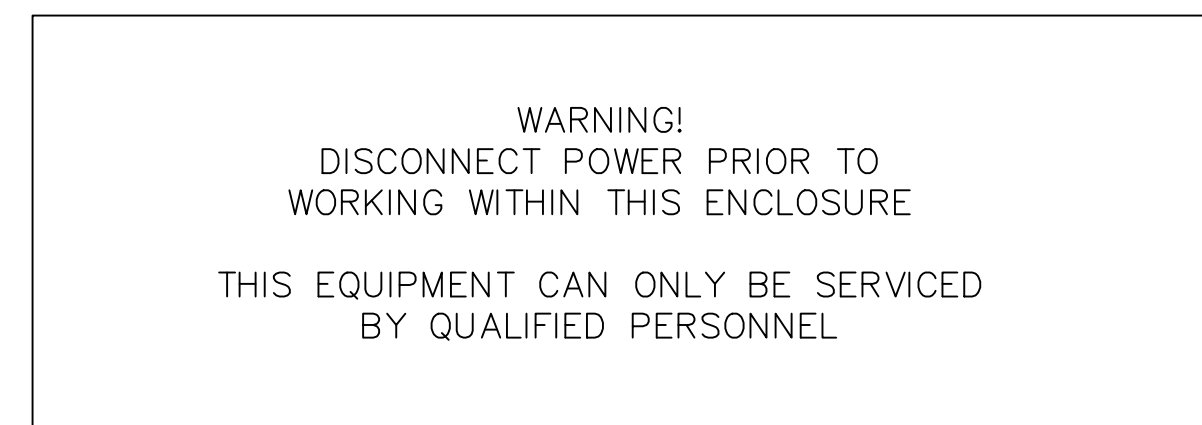 WARNING!
DISCONNECT POWER PRIOR TO
WORKING WITHIN THIS ENCLOSURE
THIS EQUIPMENT CAN ONLY BE SERVICED
BY QUALIFIED PERSONNEL